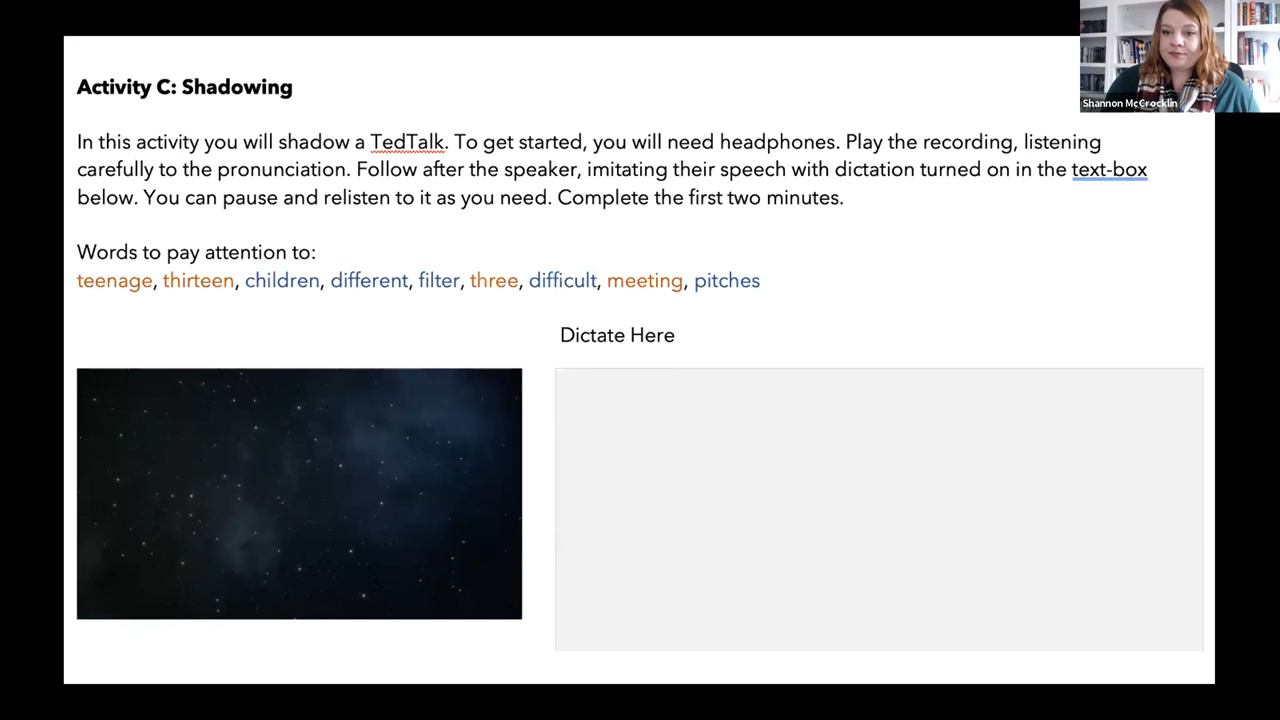 Activity C: Shadowing
Shannon McCrocklin
In this activity you will shadow a TedTalk. To get started, you will need headphones. Play the recording, listening
carefully to the pronunciation. Follow after the speaker, imitating their speech with dictation turned on in the text-box
below. You can pause and relisten to it as you need. Complete the first two minutes.
Words to pay attention to:
teenage, thirteen, children, different, filter, three, difficult, meeting, pitches
Dictate Here